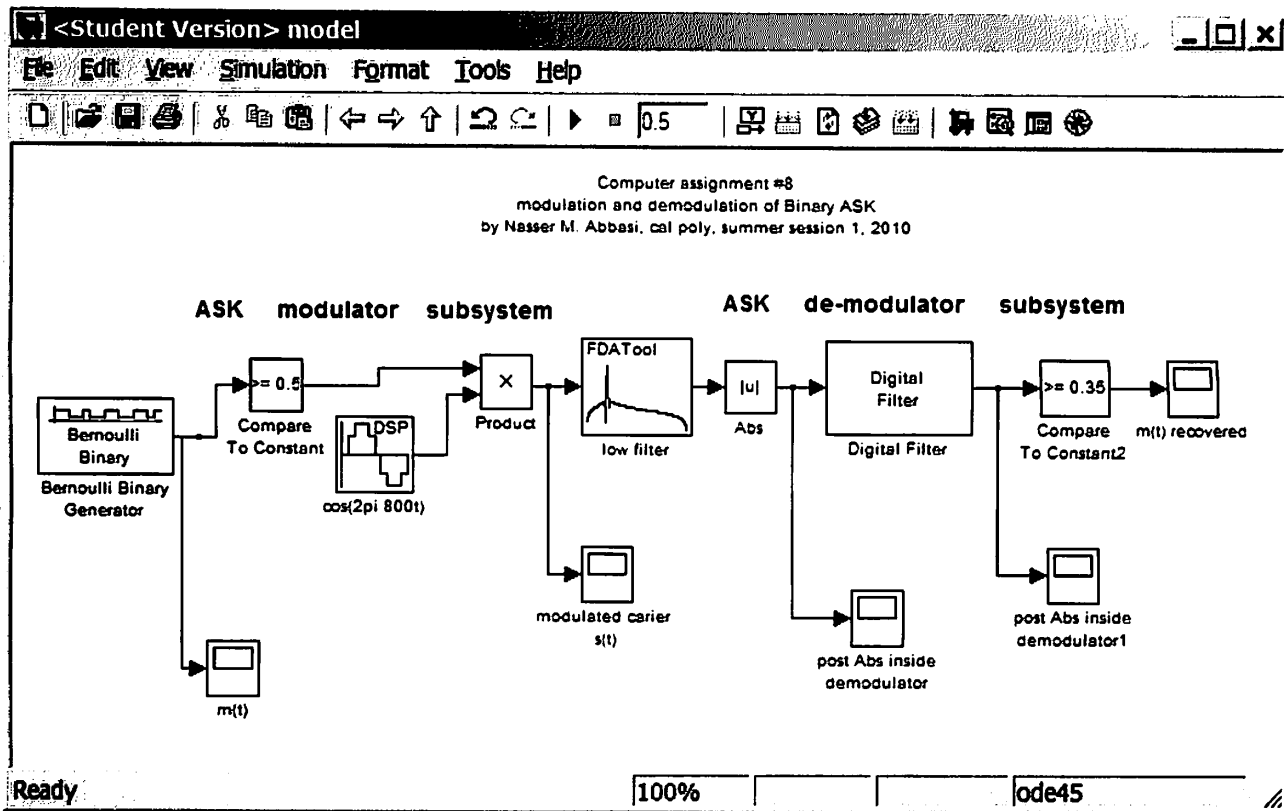 <Student Version> model
File Edit View Simulation Format Tools Help
0.5
Computer assignment #8
modulation and demodulation of Binary ASK
by Nasser M. Abbasi, cal poly, summer session 1, 2010
ASK modulator subsystem
ASK de-modulator subsystem
Bernoulli
Binary
Bernoulli Binary
Generator
>= 0.5
Compare
To Constant
DSP
cos(2pi 800t)
×
Product
FDATool
low filter
|u|
Abs
Digital
Filter
Digital Filter
>= 0.35
Compare
To Constant2
m(t) recovered
m(t)
modulated carier
s(t)
post Abs inside
demodulator
post Abs inside
demodulator1
Ready
100%
ode45